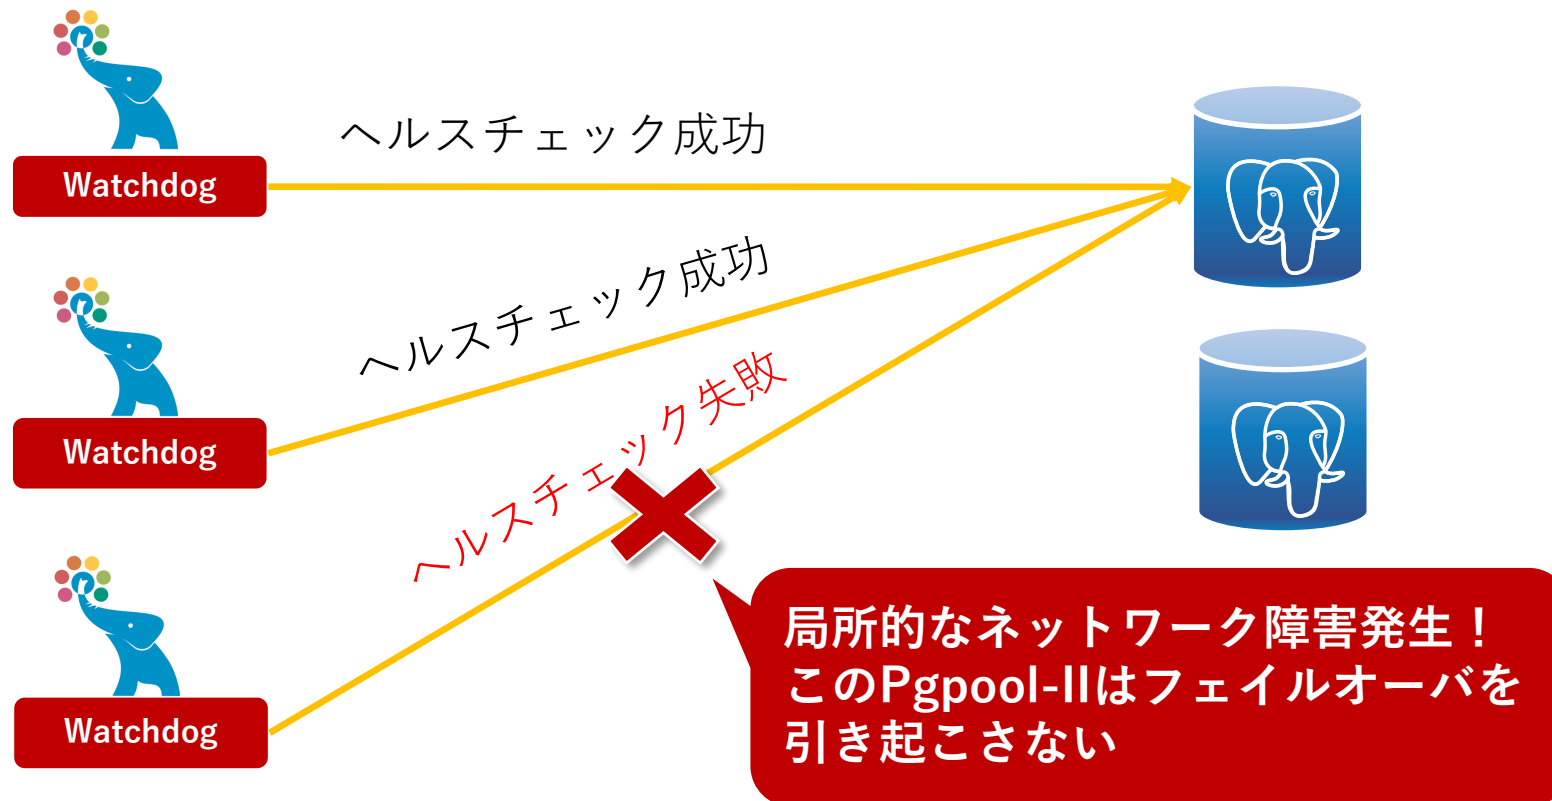 ヘルスチェック成功
Watchdog
ヘルスチェック成功
Watchdog
ヘルスチェック失敗
Watchdog
局所的なネットワーク障害発生！
このPgpool-IIはフェイルオーバを
引き起こさない